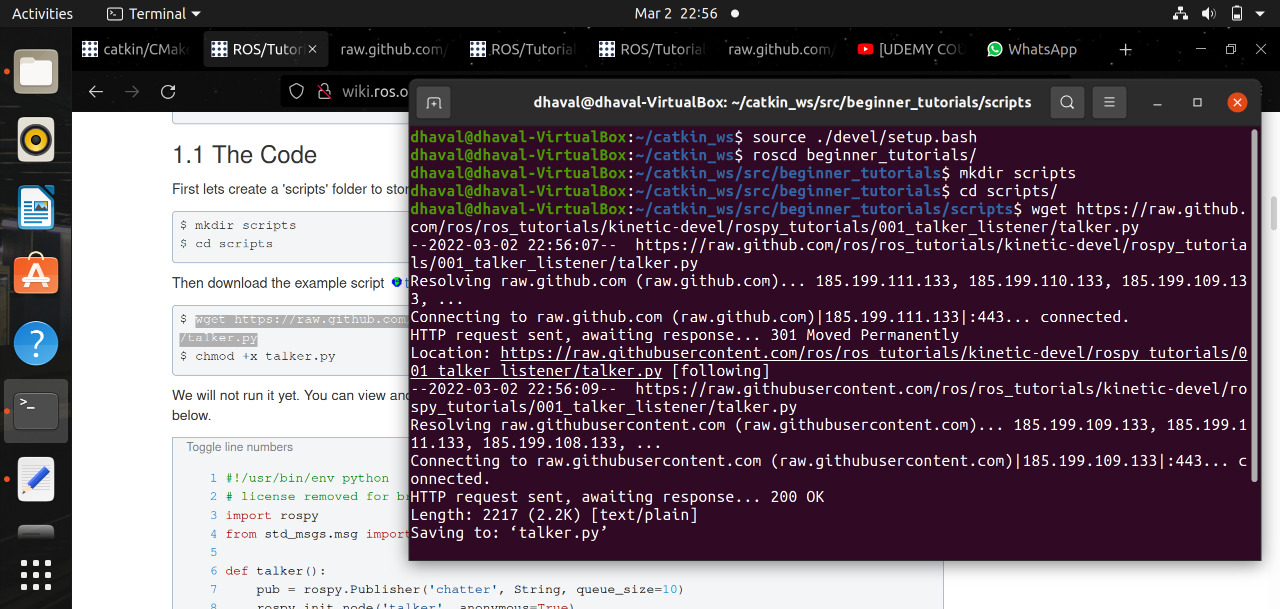 Activities
Terminal
Mar 2 22:56
catkin/CMak
ROS/Tutori
raw.github.com/
ROS/Tutorial
ROS/Tutoria
raw.github.com/
[UDEMY COU
WhatsApp
wiki.ros.o
dhaval@dhaval-VirtualBox: ~/catkin_ws/src/beginner_tutorials/scripts
1.1 The Code
First lets create a 'scripts' folder to stor
$ mkdir scripts
$ cd scripts
Then download the example script
$ wget https://raw.github.com
/talker.py
$ chmod +x talker.py
We will not run it yet. You can view and
below.
Toggle line numbers
1 #!/usr/bin/env python
2 # license removed for br
3 import rospy
4 from std_msgs.msg import
5
6 def talker():
7 pub = rospy.Publisher('chatter', String, queue_size=10)
8 rospy.init_node('talker', anonymous=True)
dhaval@dhaval-VirtualBox:~/catkin_ws$ source ./devel/setup.bash
dhaval@dhaval-VirtualBox:~/catkin_ws$ roscd beginner_tutorials/
dhaval@dhaval-VirtualBox:~/catkin_ws/src/beginner_tutorials$ mkdir scripts
dhaval@dhaval-VirtualBox:~/catkin_ws/src/beginner_tutorials$ cd scripts/
dhaval@dhaval-VirtualBox:~/catkin_ws/src/beginner_tutorials/scripts$ wget https://raw.github.
com/ros/ros_tutorials/kinetic-devel/rospy_tutorials/001_talker_listener/talker.py
--2022-03-02 22:56:07-- https://raw.github.com/ros/ros_tutorials/kinetic-devel/rospy_tutoria
ls/001_talker_listener/talker.py
Resolving raw.github.com (raw.github.com)... 185.199.111.133, 185.199.110.133, 185.199.109.13
3, ...
Connecting to raw.github.com (raw.github.com)|185.199.111.133|:443... connected.
HTTP request sent, awaiting response... 301 Moved Permanently
Location: https://raw.githubusercontent.com/ros/ros_tutorials/kinetic-devel/rospy_tutorials/0
01_talker_listener/talker.py [following]
--2022-03-02 22:56:09-- https://raw.githubusercontent.com/ros/ros_tutorials/kinetic-devel/ro
spy_tutorials/001_talker_listener/talker.py
Resolving raw.githubusercontent.com (raw.githubusercontent.com)... 185.199.109.133, 185.199.1
11.133, 185.199.108.133, ...
Connecting to raw.githubusercontent.com (raw.githubusercontent.com)|185.199.109.133|:443... c
onnected.
HTTP request sent, awaiting response... 200 OK
Length: 2217 (2.2K) [text/plain]
Saving to: ‘talker.py’